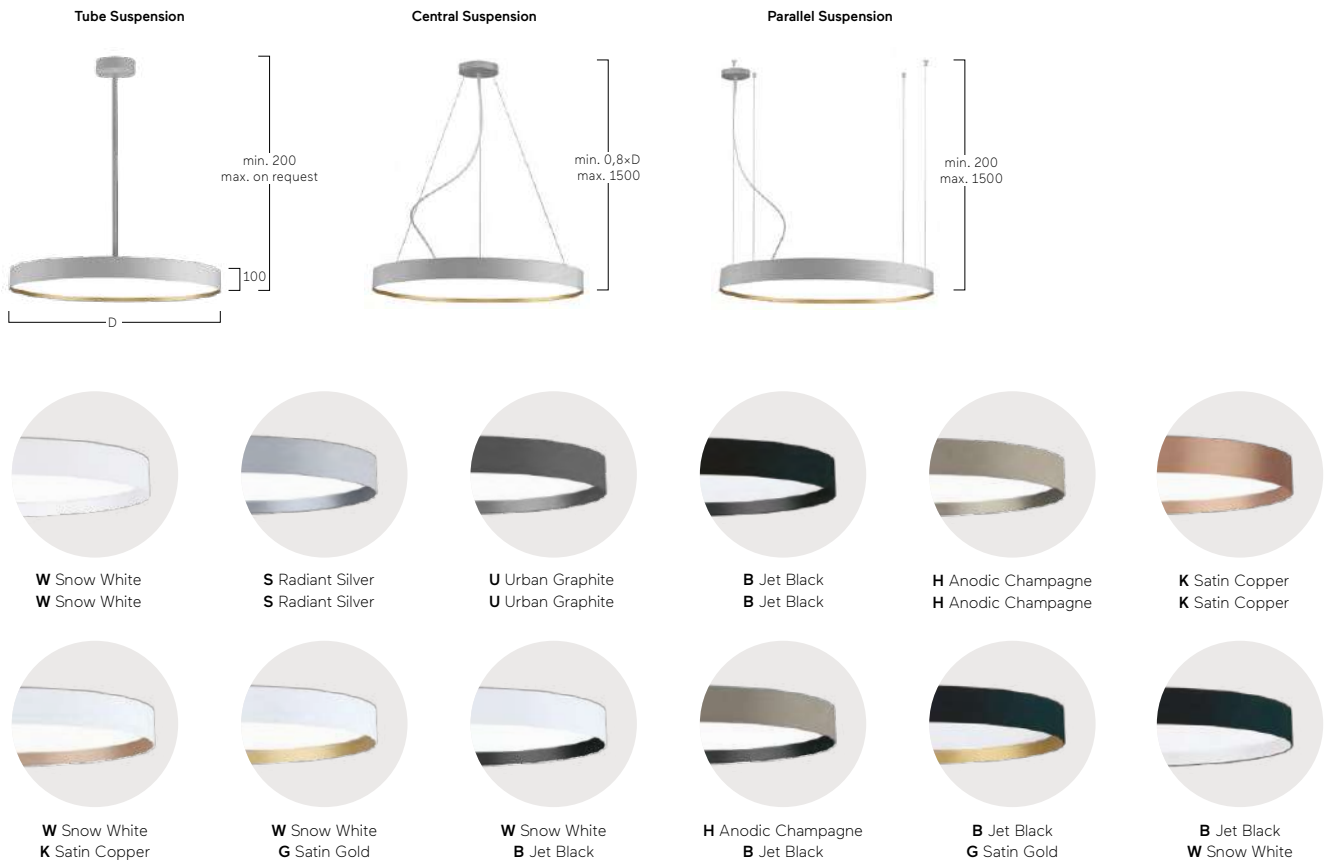 Tube Suspension
Central Suspension
Parallel Suspension
min. 200
max. on request
100
D
min. 0,8×D
max. 1500
min. 200
max. 1500
W Snow White
W Snow White
S Radiant Silver
S Radiant Silver
U Urban Graphite
U Urban Graphite
B Jet Black
B Jet Black
H Anodic Champagne
H Anodic Champagne
K Satin Copper
K Satin Copper
W Snow White
K Satin Copper
W Snow White
G Satin Gold
W Snow White
B Jet Black
H Anodic Champagne
B Jet Black
B Jet Black
G Satin Gold
B Jet Black
W Snow White